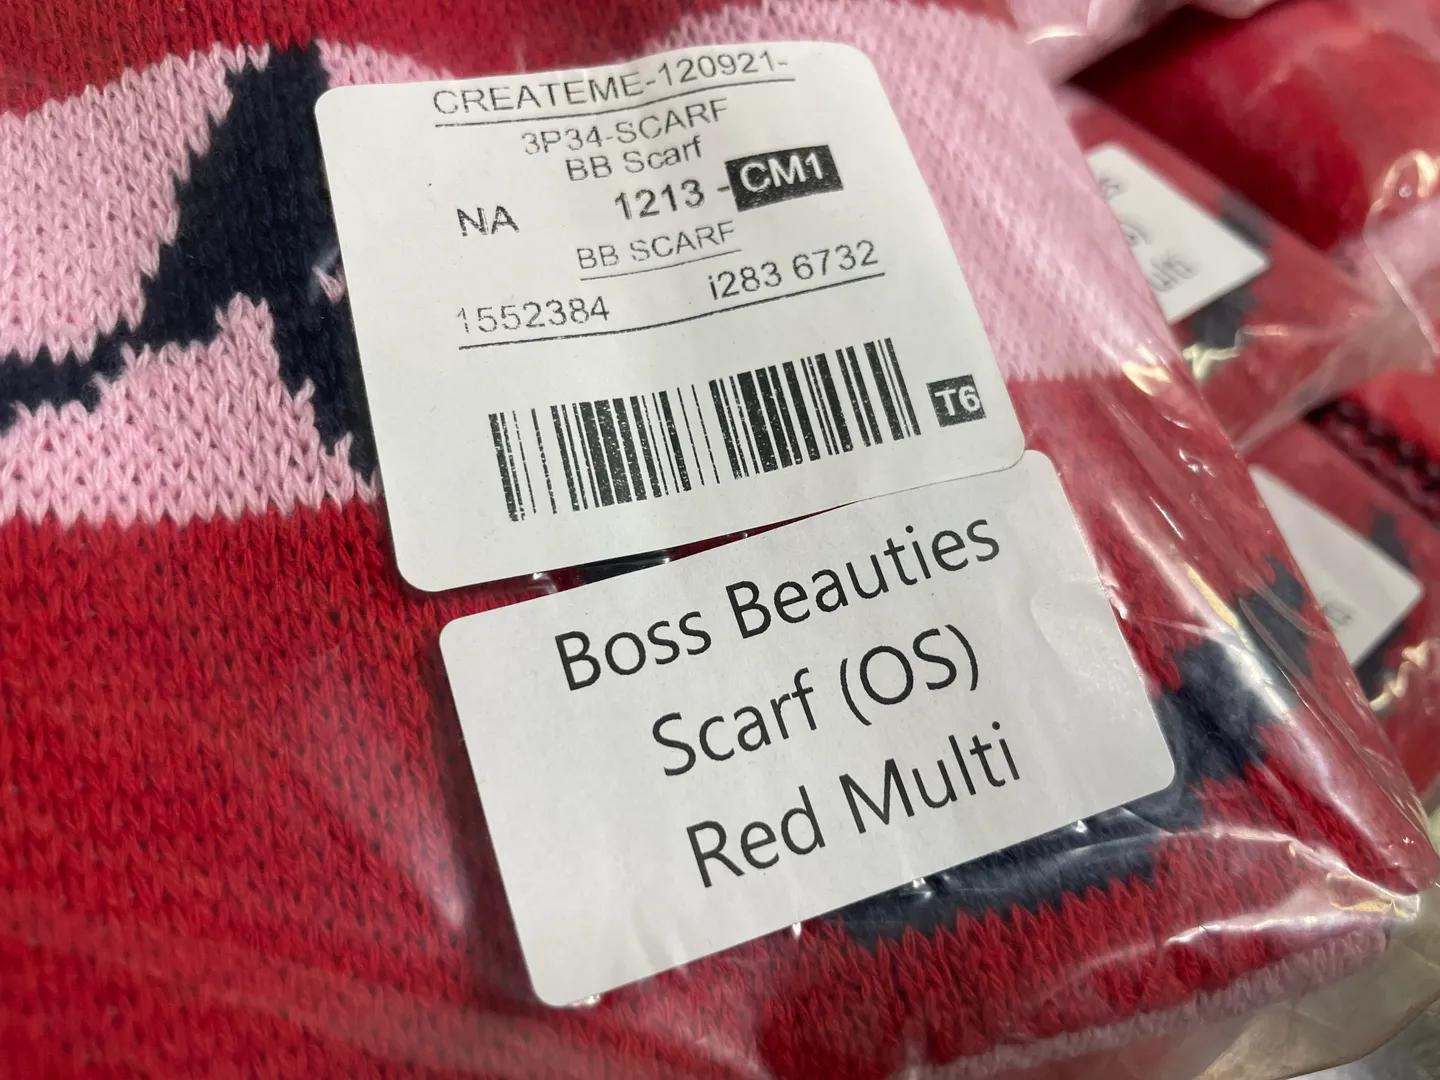 CREATEME-120921-
3P34-SCARF
BB Scarf
NA 1213 - CM1
BB SCARF
1552384 i283 6732
T6
Boss Beauties
Scarf (OS)
Red Multi